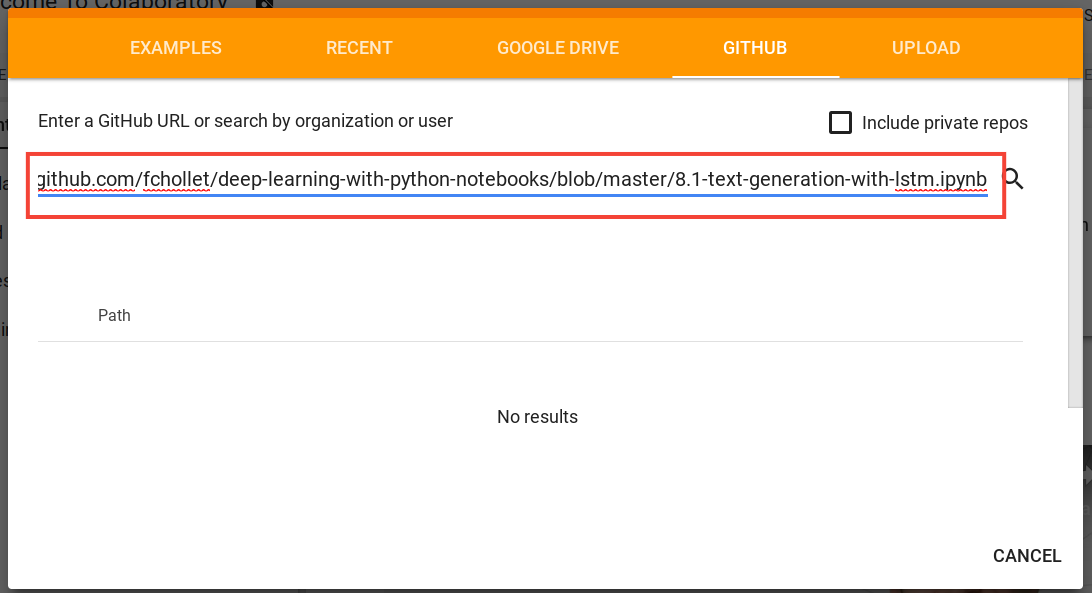 come To Colaboratory
EXAMPLES RECENT GOOGLE DRIVE GITHUB UPLOAD
Enter a GitHub URL or search by organization or user
Include private repos
github.com/fchollet/deep-learning-with-python-notebooks/blob/master/8.1-text-generation-with-lstm.ipynb
Path
No results
CANCEL